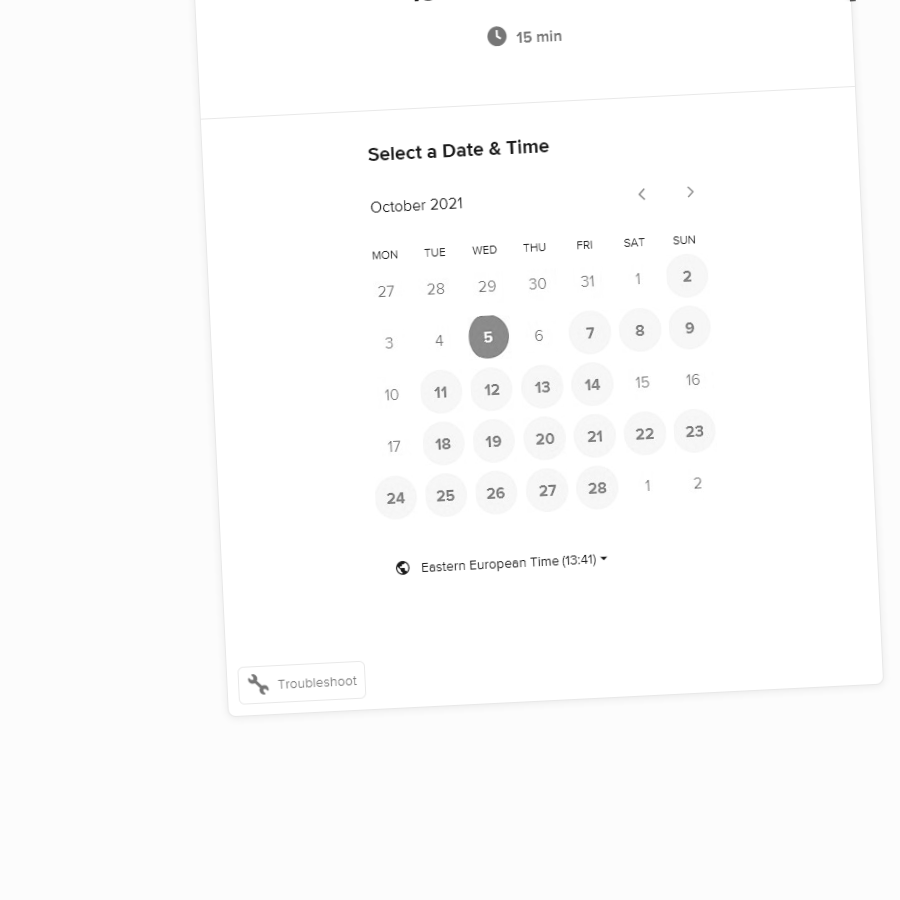 15 min
Select a Date & Time
October 2021
MON TUE WED THU FRI SAT SUN
27 28 29 30 31 1 2
3 4 5 6 7 8 9
10 11 12 13 14 15 16
17 18 19 20 21 22 23
24 25 26 27 28 1 2
Eastern European Time (13:41)
Troubleshoot